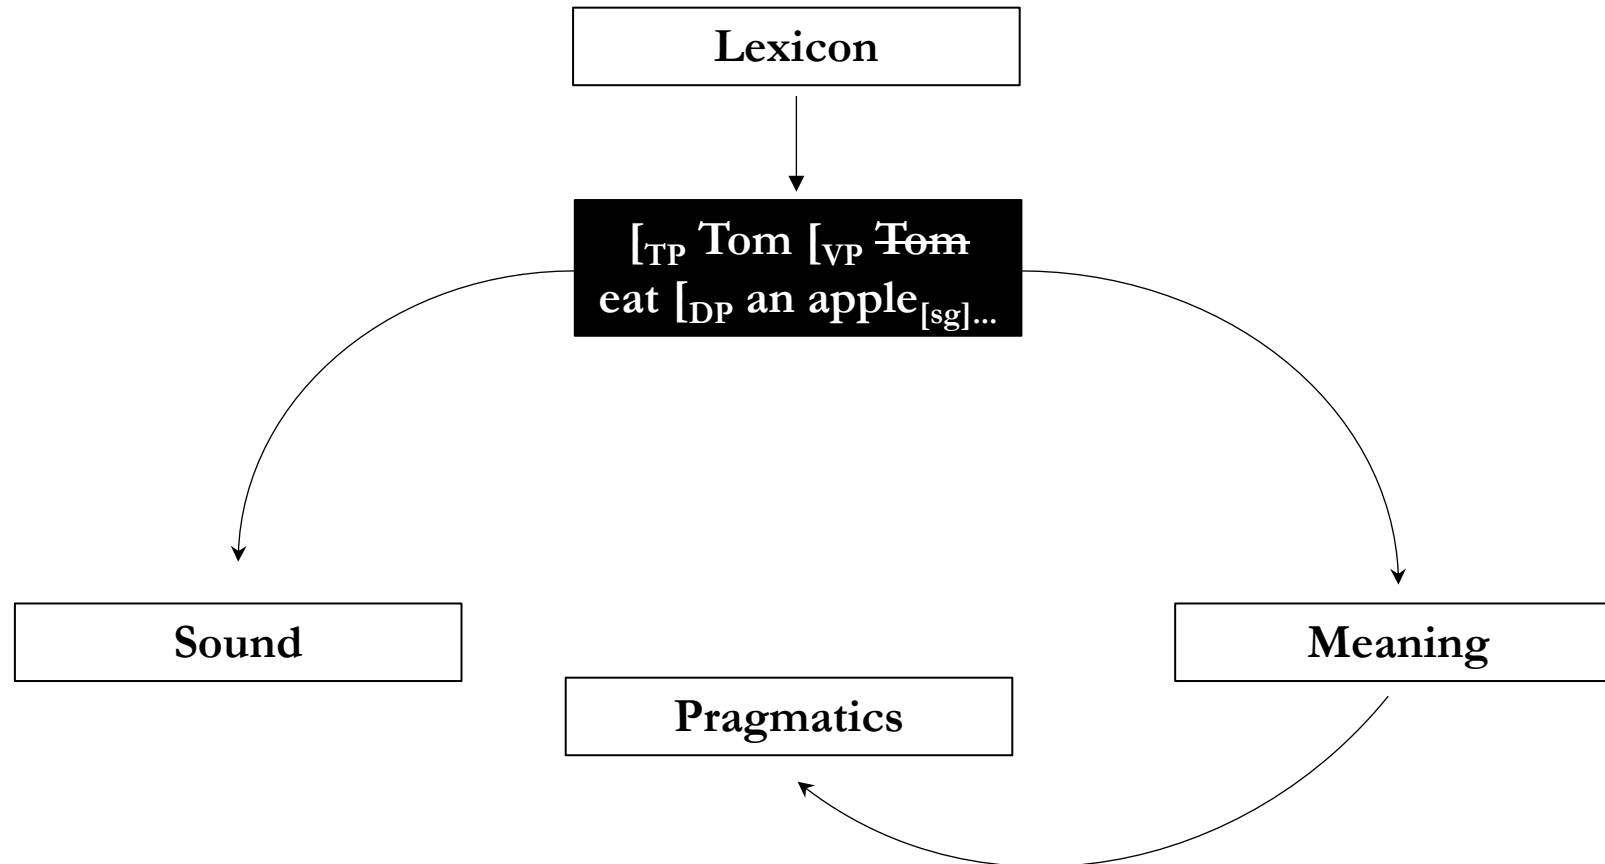 Lexicon
[TP Tom [VP Tom
eat [DP an apple[sg]...
Sound
Meaning
Pragmatics